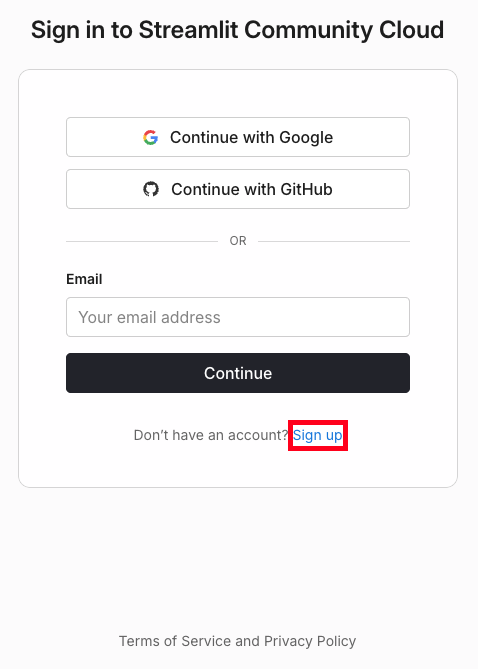 Sign in to Streamlit Community Cloud
Continue with Google
Continue with GitHub
OR
Email
Your email address
Continue
Don’t have an account? Sign up
Terms of Service and Privacy Policy